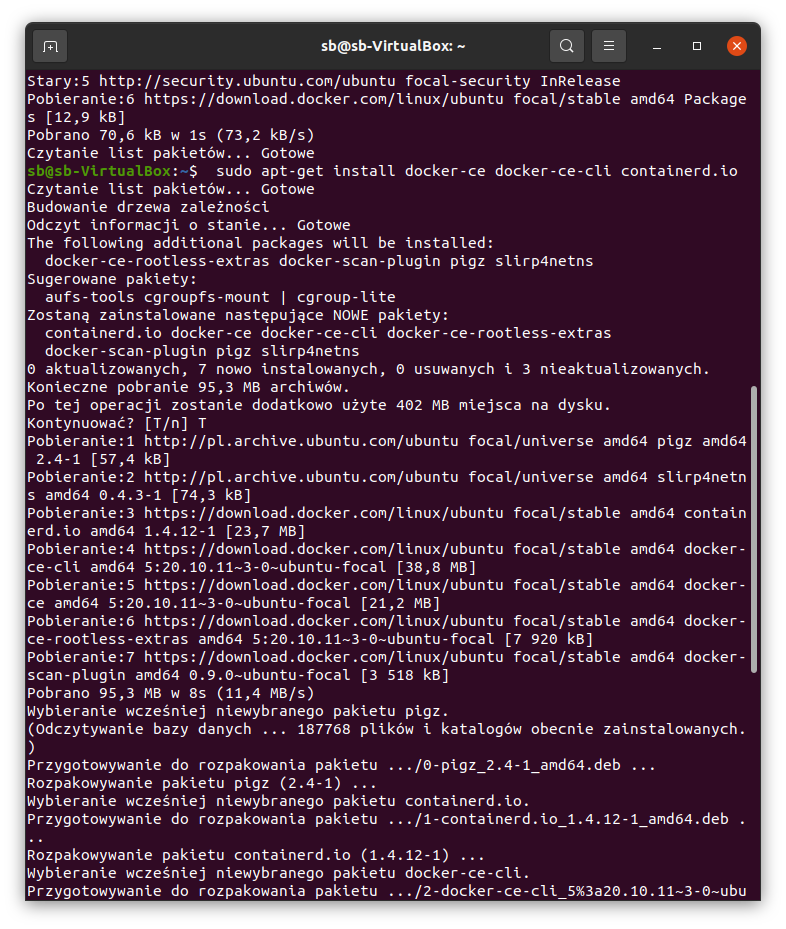 sb@sb-VirtualBox: ~
Stary:5 http://security.ubuntu.com/ubuntu focal-security InRelease
Pobieranie:6 https://download.docker.com/linux/ubuntu focal/stable amd64 Package
s [12,9 kB]
Pobrano 70,6 kB w 1s (73,2 kB/s)
Czytanie list pakietów... Gotowe
sb@sb-VirtualBox:~$  sudo apt-get install docker-ce docker-ce-cli containerd.io
Czytanie list pakietów... Gotowe
Budowanie drzewa zależności
Odczyt informacji o stanie... Gotowe
The following additional packages will be installed:
  docker-ce-rootless-extras docker-scan-plugin pigz slirp4netns
Sugerowane pakiety:
  aufs-tools cgroupfs-mount | cgroup-lite
Zostaną zainstalowane następujące NOWE pakiety:
  containerd.io docker-ce docker-ce-cli docker-ce-rootless-extras
  docker-scan-plugin pigz slirp4netns
0 aktualizowanych, 7 nowo instalowanych, 0 usuwanych i 3 nieaktualizowanych.
Konieczne pobranie 95,3 MB archiwów.
Po tej operacji zostanie dodatkowo użyte 402 MB miejsca na dysku.
Kontynuować? [T/n] T
Pobieranie:1 http://pl.archive.ubuntu.com/ubuntu focal/universe amd64 pigz amd64
 2.4-1 [57,4 kB]
Pobieranie:2 http://pl.archive.ubuntu.com/ubuntu focal/universe amd64 slirp4netn
s amd64 0.4.3-1 [74,3 kB]
Pobieranie:3 https://download.docker.com/linux/ubuntu focal/stable amd64 contain
erd.io amd64 1.4.12-1 [23,7 MB]
Pobieranie:4 https://download.docker.com/linux/ubuntu focal/stable amd64 docker-
ce-cli amd64 5:20.10.11~3-0~ubuntu-focal [38,8 MB]
Pobieranie:5 https://download.docker.com/linux/ubuntu focal/stable amd64 docker-
ce amd64 5:20.10.11~3-0~ubuntu-focal [21,2 MB]
Pobieranie:6 https://download.docker.com/linux/ubuntu focal/stable amd64 docker-
ce-rootless-extras amd64 5:20.10.11~3-0~ubuntu-focal [7 920 kB]
Pobieranie:7 https://download.docker.com/linux/ubuntu focal/stable amd64 docker-
scan-plugin amd64 0.9.0~ubuntu-focal [3 518 kB]
Pobrano 95,3 MB w 8s (11,4 MB/s)
Wybieranie wcześniej niewybranego pakietu pigz.
(Odczytywanie bazy danych ... 187768 plików i katalogów obecnie zainstalowanych.
)
Przygotowywanie do rozpakowania pakietu .../0-pigz_2.4-1_amd64.deb ...
Rozpakowywanie pakietu pigz (2.4-1) ...
Wybieranie wcześniej niewybranego pakietu containerd.io.
Przygotowywanie do rozpakowania pakietu .../1-containerd.io_1.4.12-1_amd64.deb .
..
Rozpakowywanie pakietu containerd.io (1.4.12-1) ...
Wybieranie wcześniej niewybranego pakietu docker-ce-cli.
Przygotowywanie do rozpakowania pakietu .../2-docker-ce-cli_5%3a20.10.11~3-0~ubu